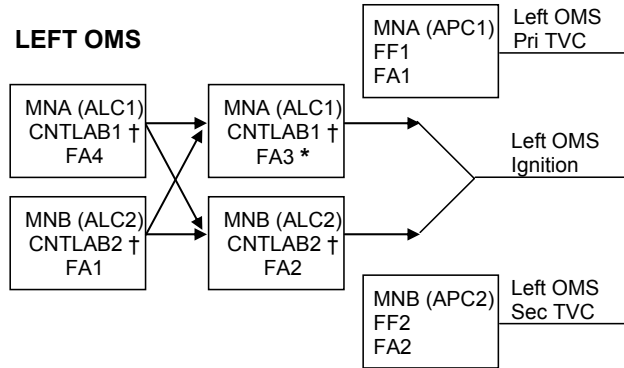 LEFT OMS
MNA (APC1)
FF1
FA1
Left OMS
Pri TVC
MNA (ALC1)
CNTLAB1 †
FA4
MNA (ALC1)
CNTLAB1 †
FA3 *
Left OMS
Ignition
MNB (ALC2)
CNTLAB2 †
FA1
MNB (ALC2)
CNTLAB2 †
FA2
MNB (APC2)
FF2
FA2
Left OMS
Sec TVC